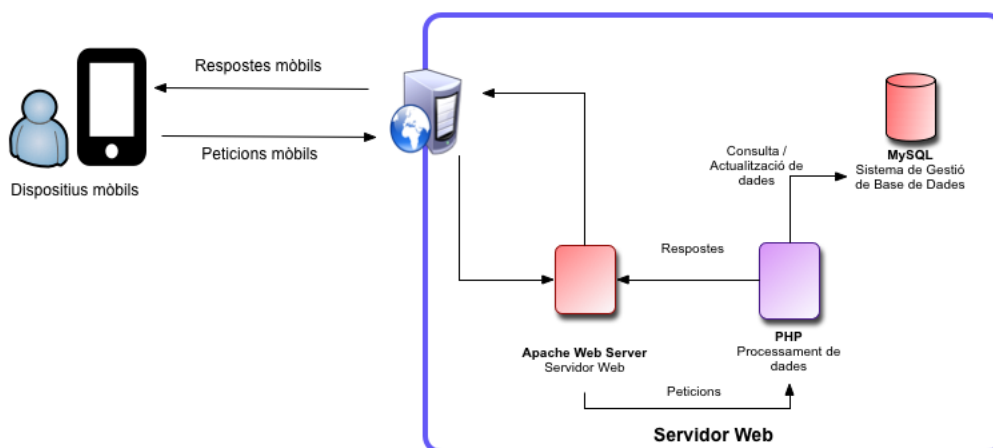 Respostes mòbils
Peticions mòbils
Dispositius mòbils
Consulta /
Actualització de
dades
MySQL
Sistema de Gestió
de Base de Dades
Respostes
Apache Web Server
Servidor Web
PHP
Processament de
dades
Peticions
Servidor Web